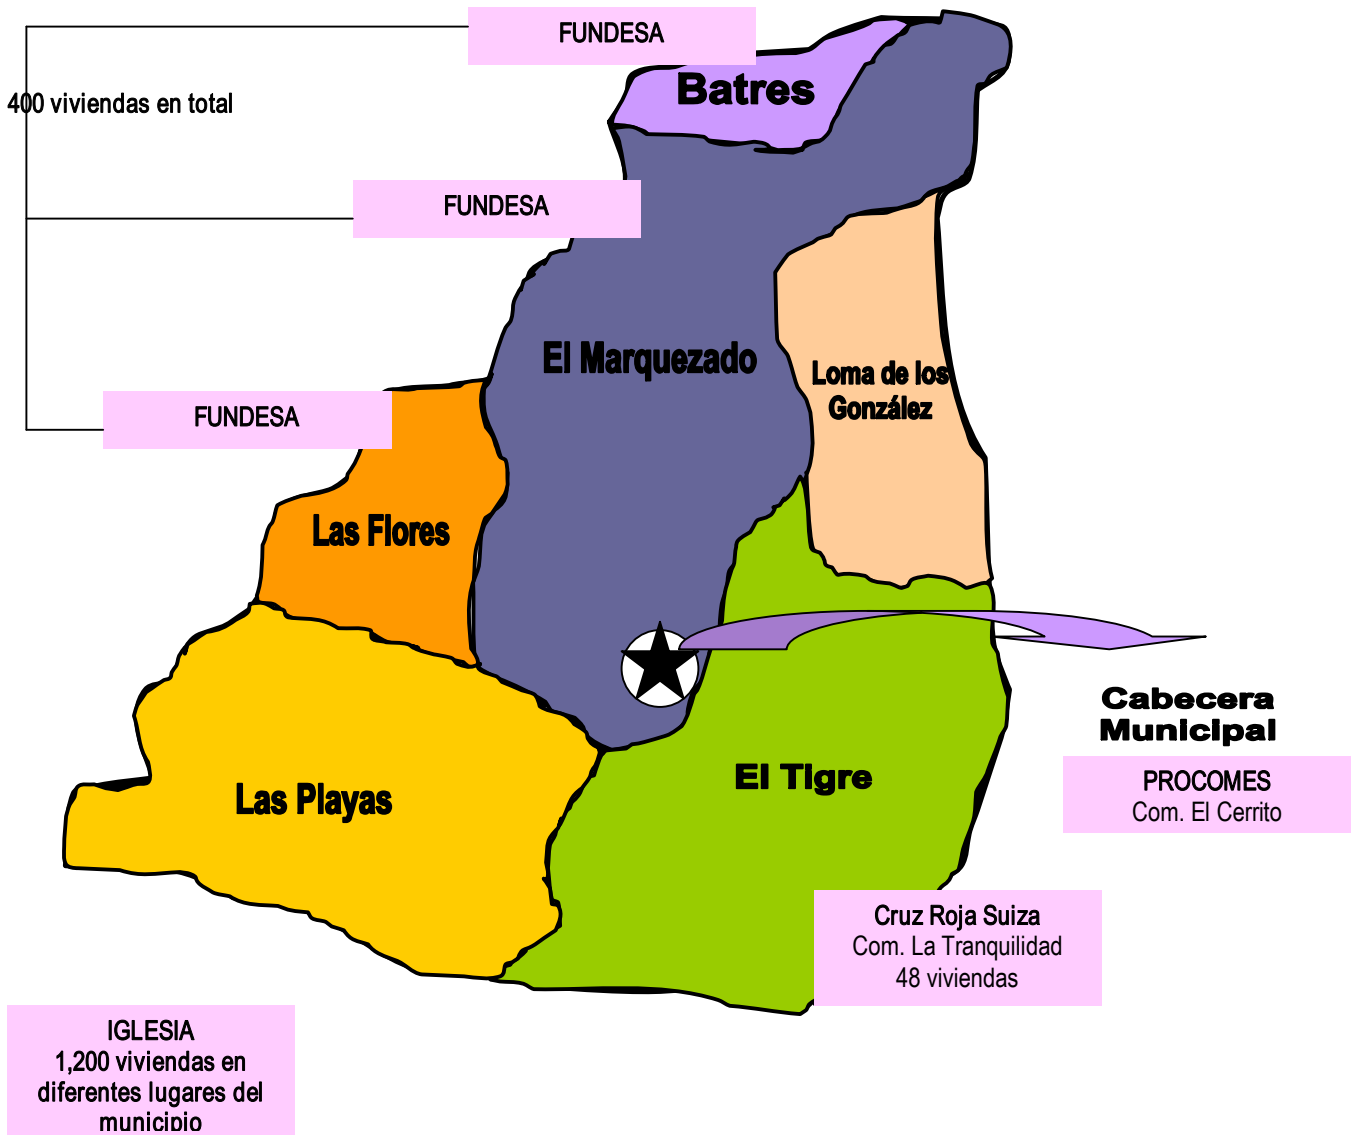 FUNDESA
Batres
400 viviendas en total
FUNDESA
El Marquezado
Loma de los
González
FUNDESA
Las Flores
Cabecera
Municipal
El Tigre
Las Playas
PROCOMES
Com. El Cerrito
Cruz Roja Suiza
Com. La Tranquilidad
48 viviendas
IGLESIA
1,200 viviendas en
diferentes lugares del
municipio